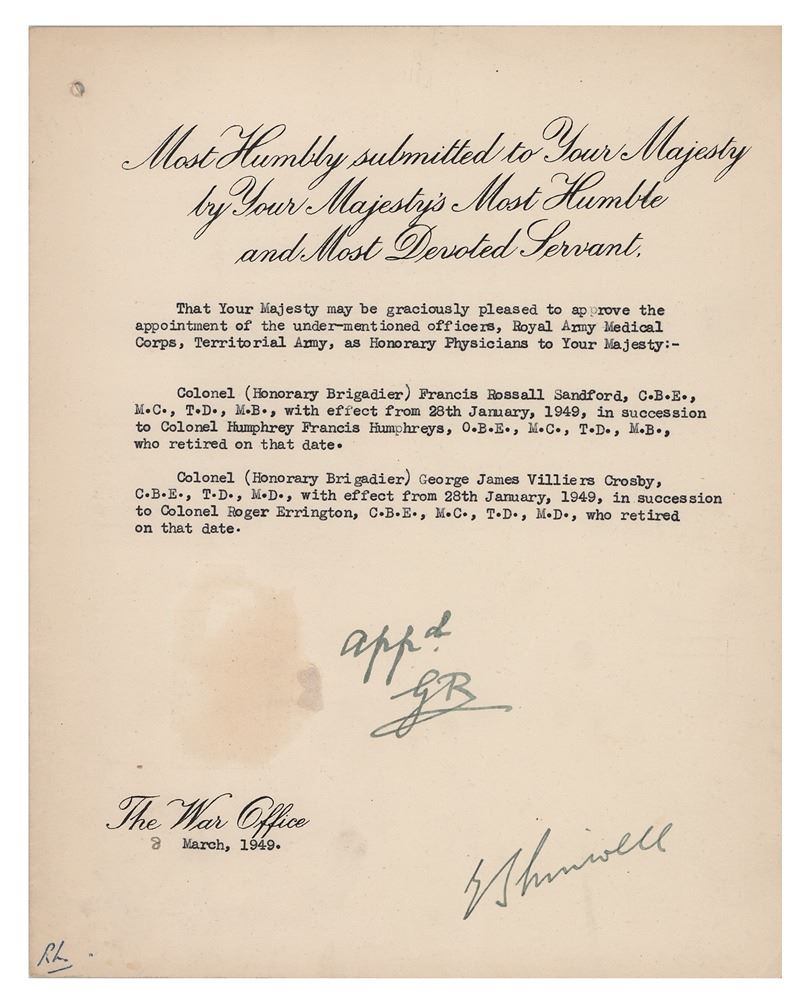 Most Humbly submitted to Your Majesty
by Your Majesty's Most Humble
and Most Devoted Servant.
That Your Majesty may be graciously pleased to approve the
appointment of the under-mentioned officers, Royal Army Medical
Corps, Territorial Army, as Honorary Physicians to Your Majesty:-
Colonel (Honorary Brigadier) Francis Rossall Sandford, C.B.E.,
M.C., T.D., M.B., with effect from 28th January, 1949, in succession
to Colonel Humphrey Francis Humphreys, O.B.E., M.C., T.D., M.B.,
who retired on that date.
Colonel (Honorary Brigadier) George James Villiers Crosby,
C.B.E., T.D., M.D., with effect from 28th January, 1949, in succession
to Colonel Roger Errington, C.B.E., M.C., T.D., M.D., who retired
on that date.
appd.
GR
The War Office
8 March, 1949.
EShinwell